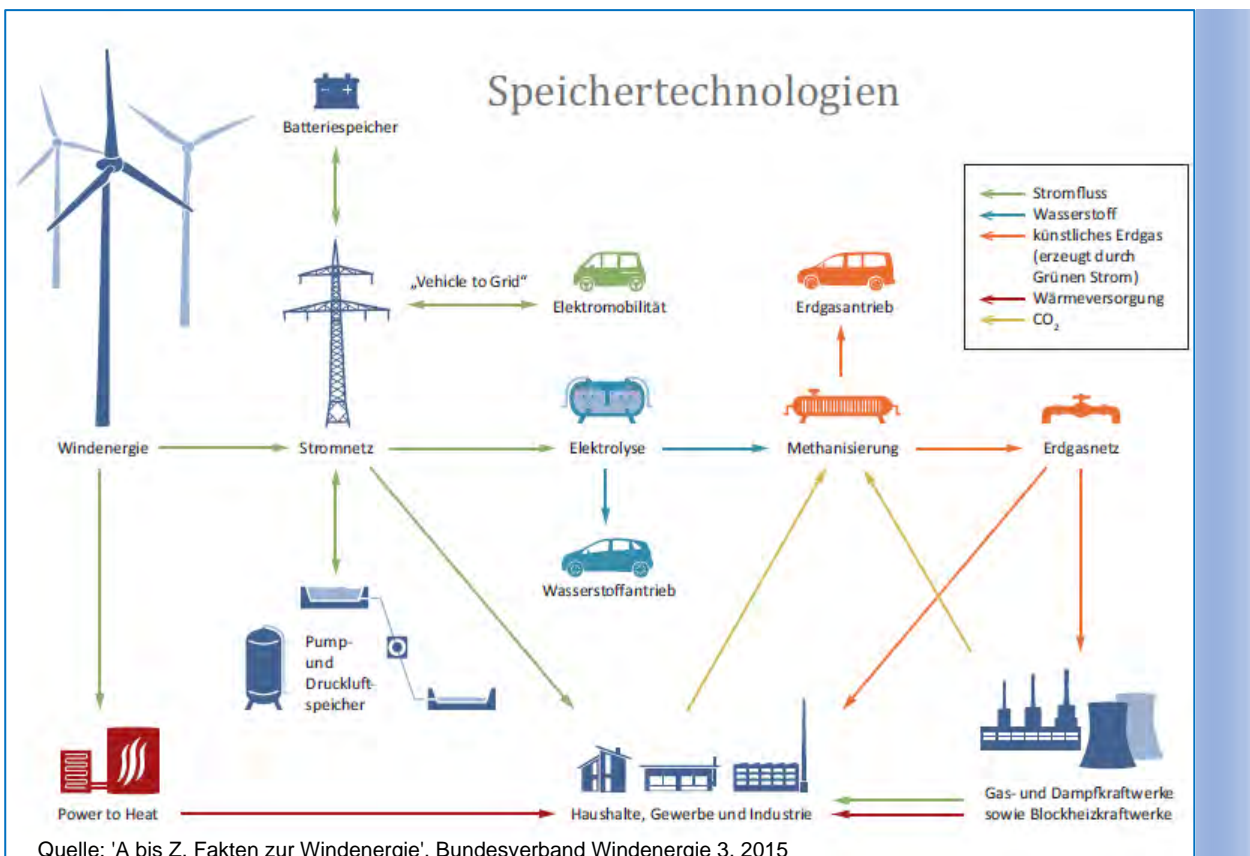 Speichertechnologien
Batteriespeicher
Stromfluss
Wasserstoff
künstliches Erdgas
(erzeugt durch
Grünen Strom)
Wärmeversorgung
CO₂
„Vehicle to Grid“
Elektromobilität
Erdgasantrieb
Windenergie
Stromnetz
Elektrolyse
Methanisierung
Erdgasnetz
Wasserstoffantrieb
Pump-
und
Druckluft-
speicher
Power to Heat
Haushalte, Gewerbe und Industrie
Gas- und Dampfkraftwerke
sowie Blockheizkraftwerke
Quelle: 'A bis Z, Fakten zur Windenergie', Bundesverband Windenergie 3, 2015